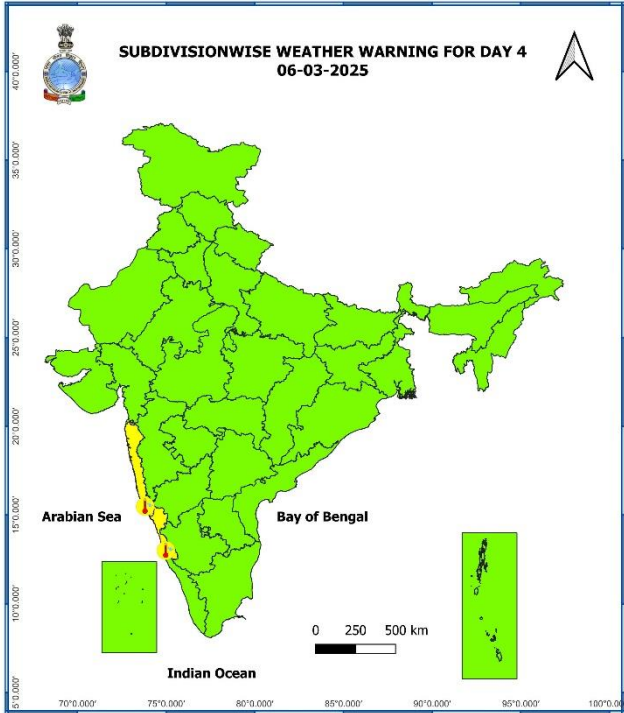 SUBDIVISIONWISE WEATHER WARNING FOR DAY 4
06-03-2025
40°0.000'
35°0.000'
30°0.000'
25°0.000'
20°0.000'
15°0.000'
10°0.000'
5°0.000'
Arabian Sea
Bay of Bengal
0 250 500 km
Indian Ocean
70°0.000' 75°0.000' 80°0.000' 85°0.000' 90°0.000' 95°0.000' 100°0.00